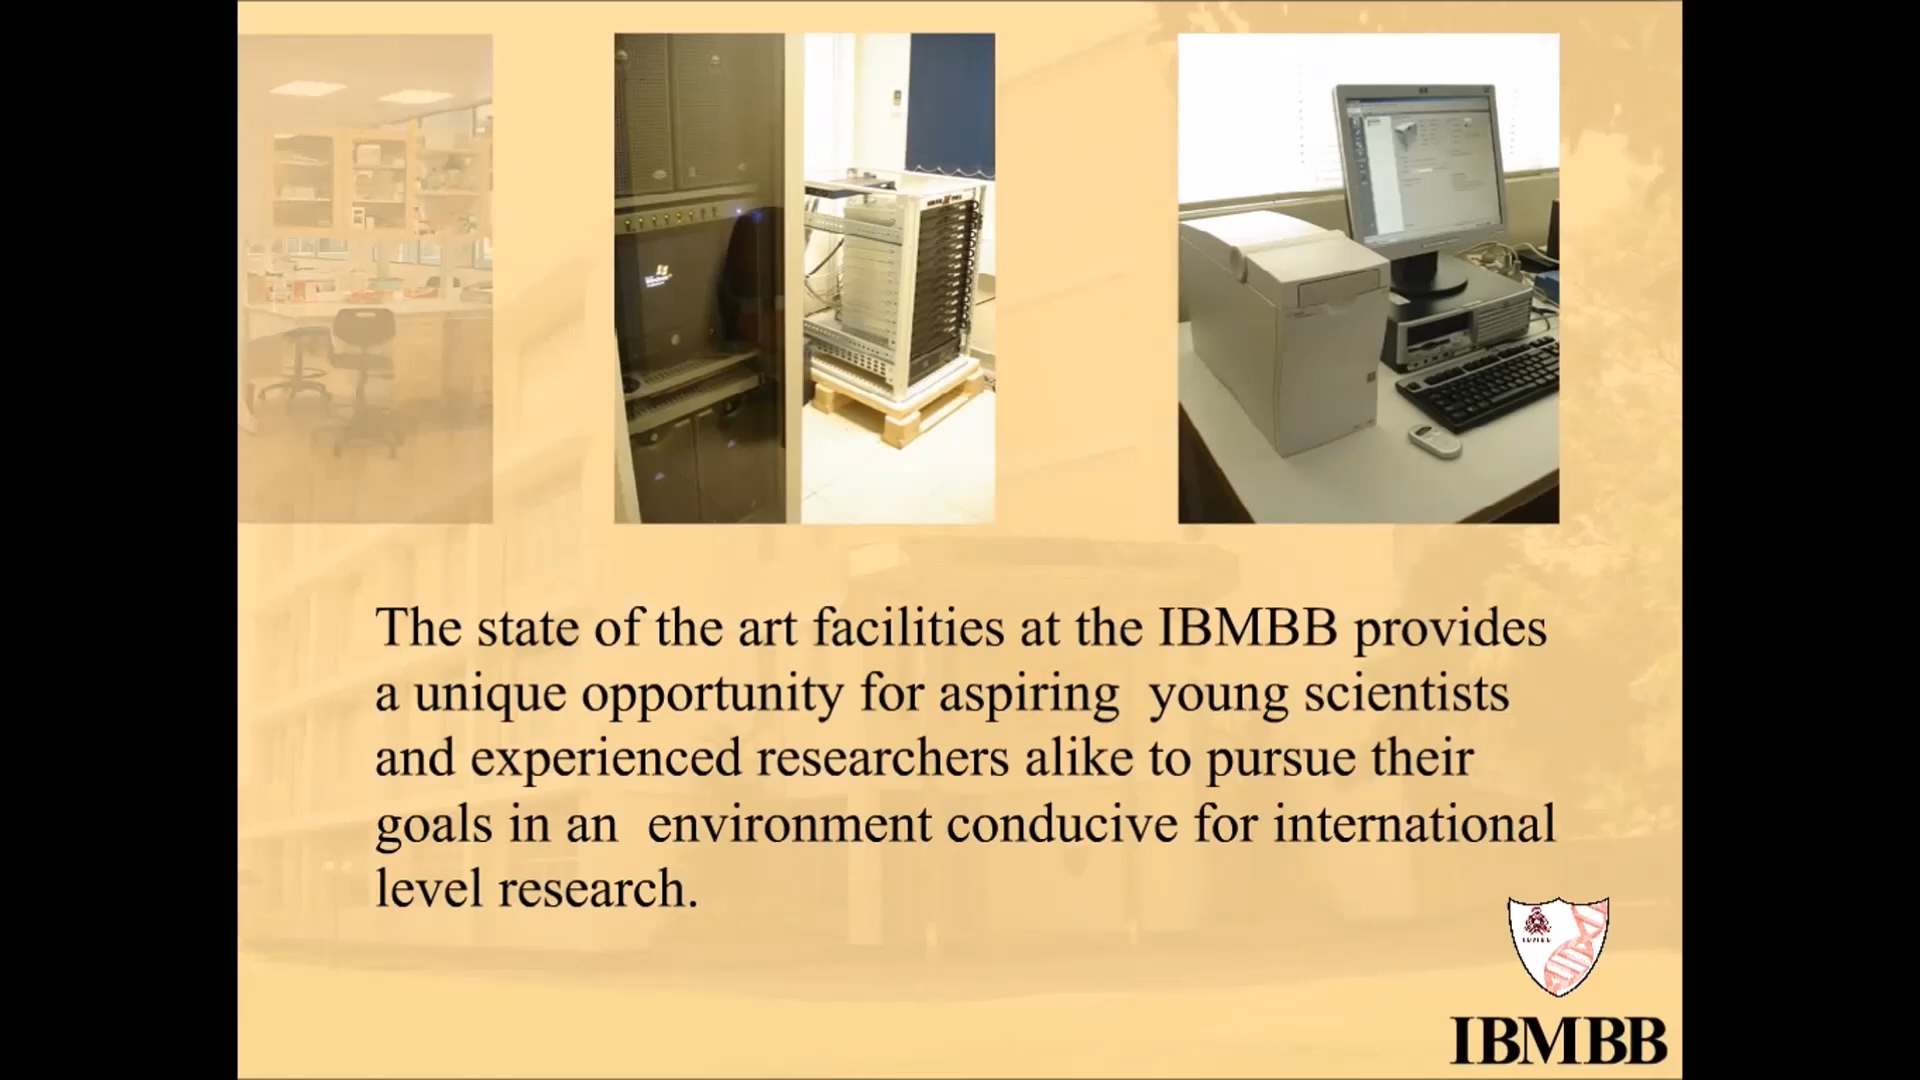 The state of the art facilities at the IBMBB provides
a unique opportunity for aspiring  young scientists
and experienced researchers alike to pursue their
goals in an  environment conducive for international
level research.
IBMBB